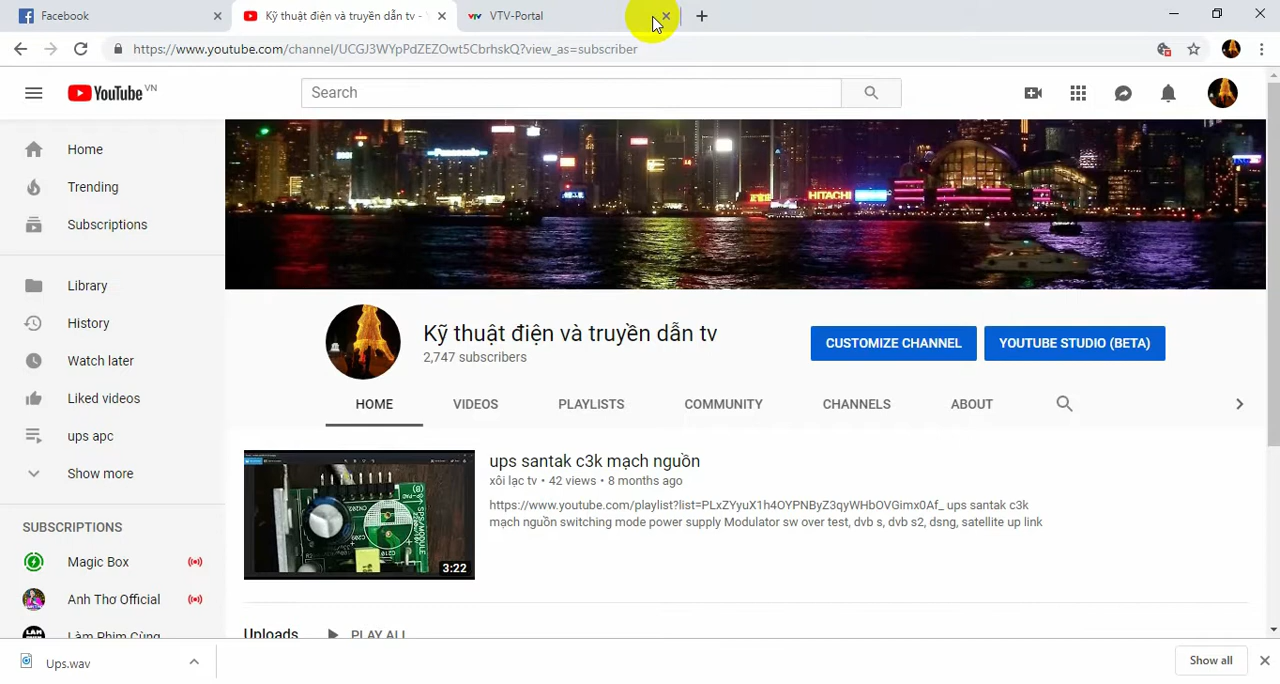 Facebook
Kỹ thuật điện và truyền dẫn tv -
VTV-Portal
https://www.youtube.com/channel/UCGJ3WYpPdZEZOwt5CbrhskQ?view_as=subscriber
YouTube VN
Search
Home
Trending
Subscriptions
Library
History
Watch later
Liked videos
ups apc
Show more
SUBSCRIPTIONS
Magic Box
Anh Thơ Official
Làm Phim Cùng
Panasonic
HITACHI
Kỹ thuật điện và truyền dẫn tv
2,747 subscribers
CUSTOMIZE CHANNEL
YOUTUBE STUDIO (BETA)
HOME
VIDEOS
PLAYLISTS
COMMUNITY
CHANNELS
ABOUT
3:22
ups santak c3k mạch nguồn
xôi lạc tv • 42 views • 8 months ago
https://www.youtube.com/playlist?list=PLxZYyuX1h4OYPNByZ3qyWHbOVGimx0Af_ ups santak c3k
mạch nguồn switching mode power supply Modulator sw over test, dvb s, dvb s2, dsng, satellite up link
Uploads
PLAY ALL
Ups.wav
Show all